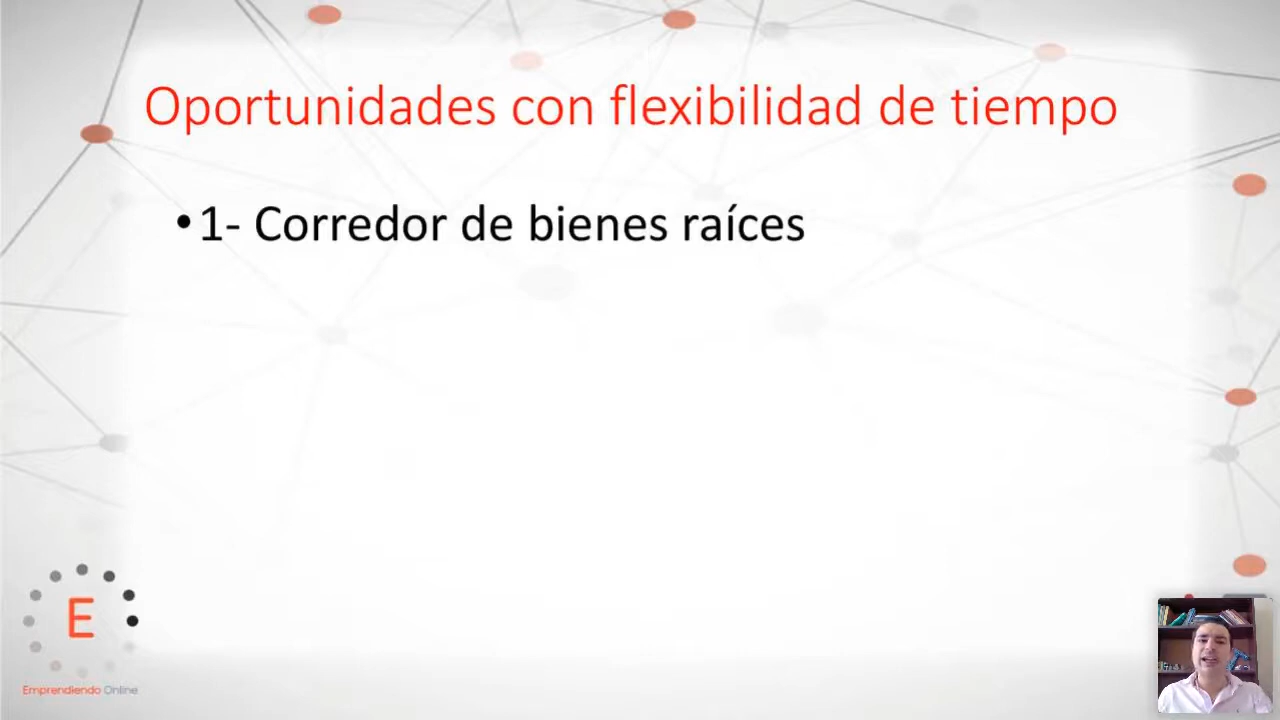 Oportunidades con flexibilidad de tiempo
•1- Corredor de bienes raíces
E
Emprendiendo Online